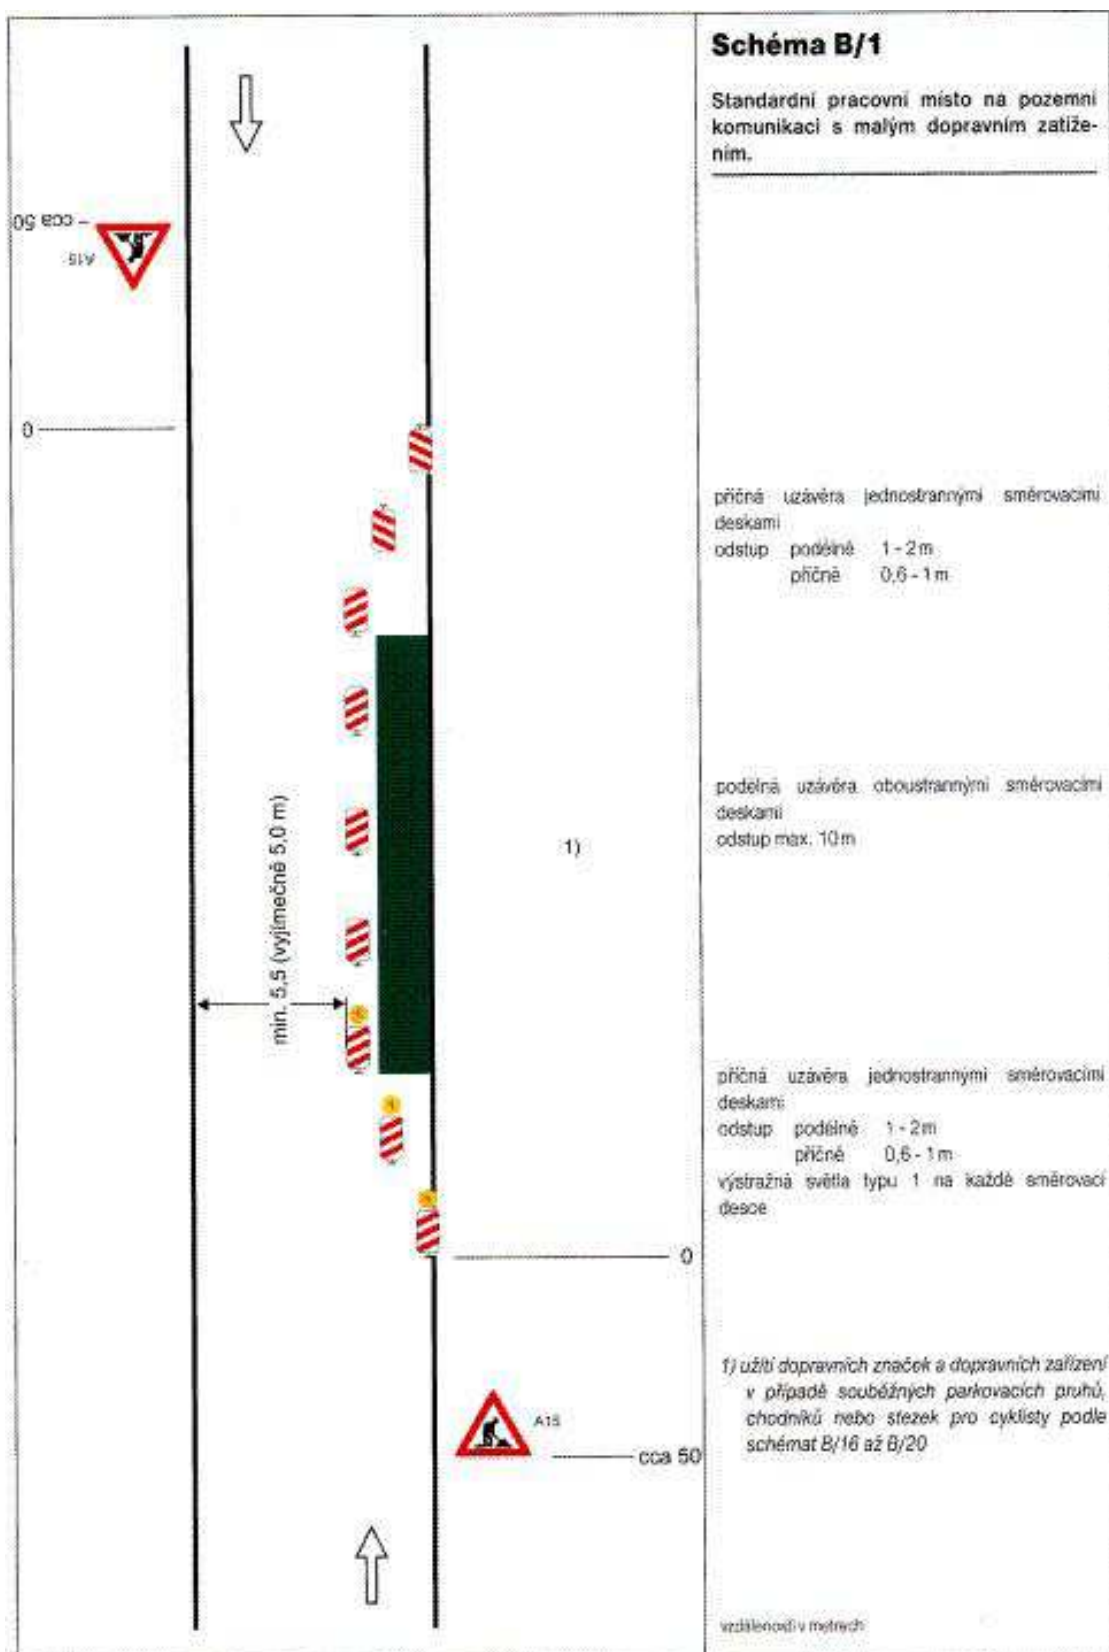 Schéma B/1
Standardní pracovní místo na pozemní
komunikaci s malým dopravním zatíže-
ním.
cca 50
A15
0
příčná uzávěra jednostrannými směrovacími
deskami
odstup podélně 1 - 2 m
příčně 0,6 - 1 m
podélná uzávěra oboustrannými směrovacími
deskami
odstup max. 10 m
min. 5,5 (vyjímečně 5,0 m)
1)
příčná uzávěra jednostrannými směrovacími
deskami
odstup podélně 1 - 2 m
příčně 0,6 - 1 m
výstražná světla typu 1 na každé směrovací
desce
0
1) užití dopravních značek a dopravních zařízení
v případě souběžných parkovacích pruhů,
chodníků nebo stezek pro cyklisty podle
schémat B/16 až B/20
A15
cca 50
vzdálenosti v metrech